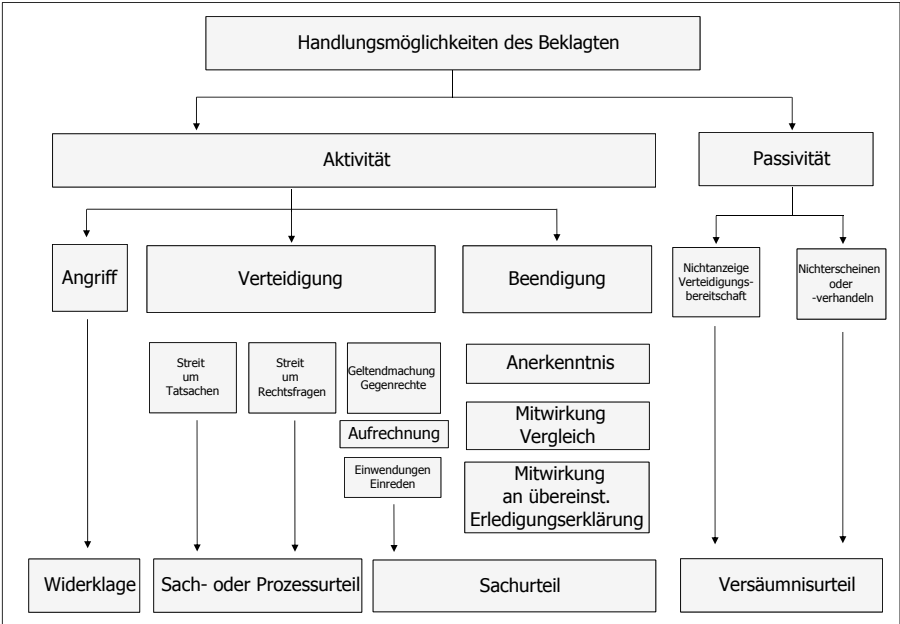 Handlungsmöglichkeiten des Beklagten
Aktivität
Passivität
Angriff
Verteidigung
Beendigung
Nichtanzeige
Verteidigungs-
bereitschaft
Nichterscheinen
oder
-verhandeln
Streit
um
Tatsachen
Streit
um
Rechtsfragen
Geltendmachung
Gegenrechte
Aufrechnung
Einwendungen
Einreden
Anerkenntnis
Mitwirkung
Vergleich
Mitwirkung
an übereinst.
Erledigungserklärung
Widerklage
Sach- oder Prozessurteil
Sachurteil
Versäumnisurteil